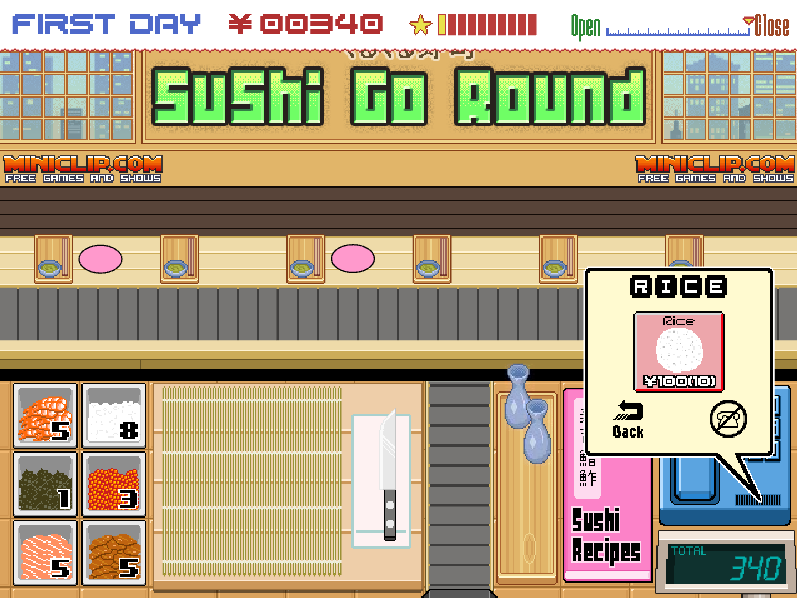 FIRST DAY ¥00340 Open Close
Sushi Go Round
MINICLIP.COM
FREE GAMES AND SHOWS
MINICLIP.COM
FREE GAMES AND SHOWS
RICE
Rice
¥100(10)
Back
5
8
1
3
5
5
Sushi
Recipes
TOTAL
340